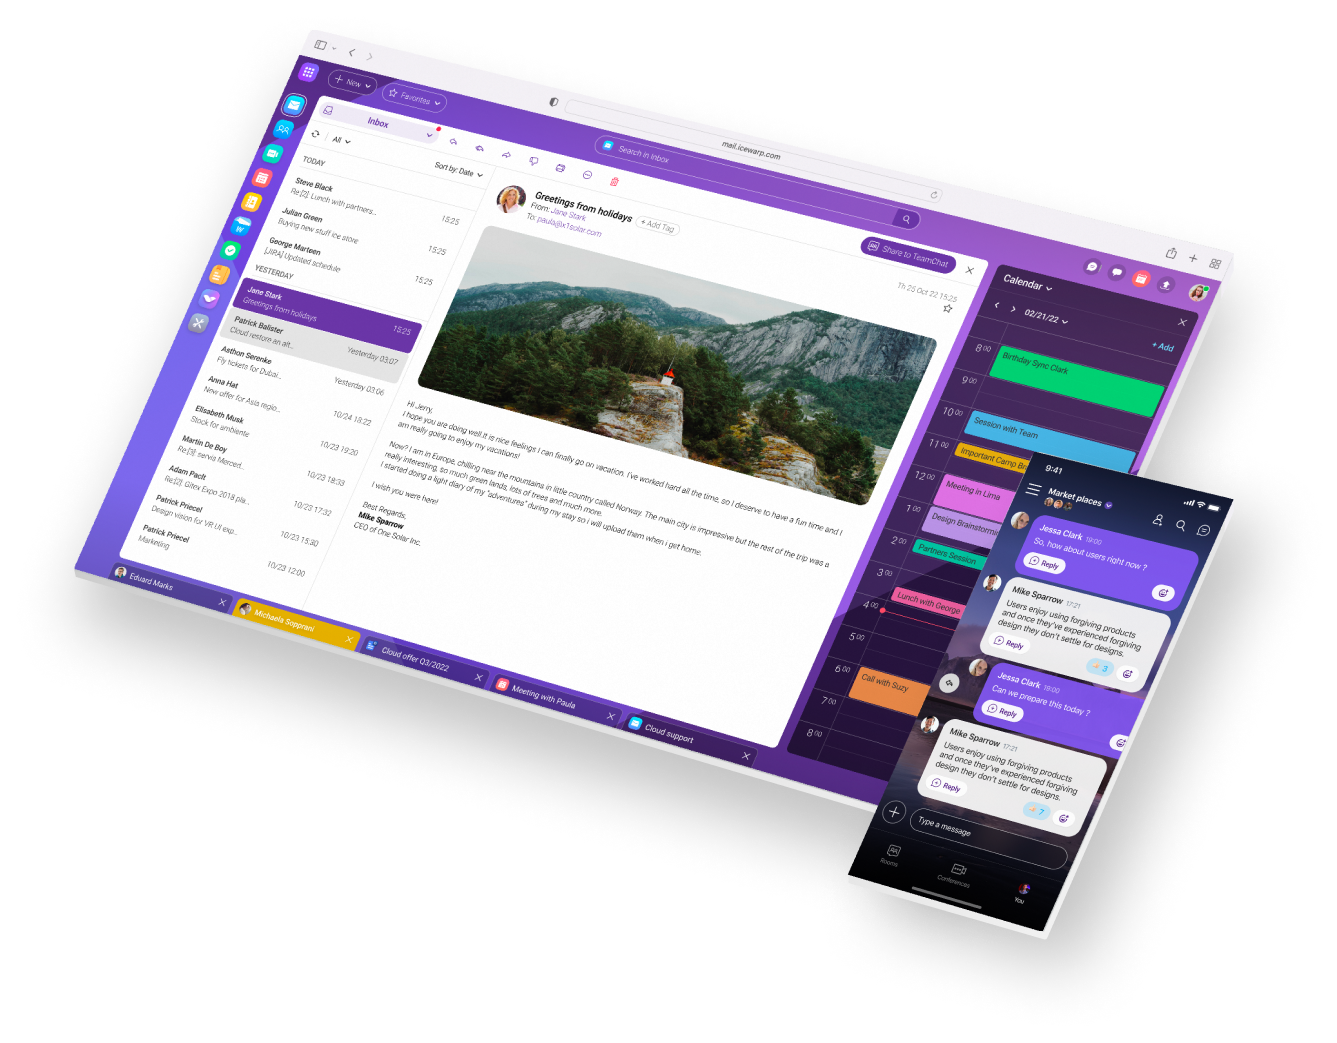 mail.icewarp.com
New
Favorites
Search in Inbox
Inbox
All
Sort by: Date
TODAY
Steve Black
Re:[2]: Lunch with partners..
15:25
Julian Green
Buying new stuff ice store
15:25
George Marteen
[JIRA] Updated schedule
15:25
YESTERDAY
Jane Stark
Greetings from holidays
15:25
Patrick Balister
Cloud restore an alt..
Yesterday 03:07
Asthon Serenke
Fly tickets for Dubai..
Yesterday 03:06
Anna Hat
New offer for Asia regio..
10/24 18:22
Elisabeth Musk
Stock for ambiente
10/23 19:20
Martin De Boy
Re:[3]: servis Merced..
10/23 18:33
Adam Pacft
Re:[2]: Gitex Expo 2018 pla..
10/23 17:32
Patrick Priecel
Design vision for VR UI exp..
10/23 15:30
Patrick Priecel
Marketing
10/23 12:00
Greetings from holidays
+ Add Tag
From: Jane Stark
To: paula@x1solar.com
Share to TeamChat
Th 25 Oct 22 15:25
Hi Jerry,
I hope you are doing well it is nice feelings I can finally go on vacation. I've worked hard all the time, so I deserve to have a fun time and I
am really going to enjoy my vacations!
Now? I am in Europe, chilling near the mountains in little country called Norway. The main city is impressive but the rest of the trip was a
really interesting, so much green lands, lots of trees and much more.
I started doing a light diary of my "adventures" during my stay so I will upload them when i get home.
I wish you were here!
Best Regards,
Mike Sparrow
CEO of One Solar Inc.
Eduard Marks
Michaela Sopprani
Cloud offer Q3/2022
Meeting with Paula
Cloud support
Calendar
02/21/22
+ Add
8 00
Birthday Sync Clark
9 00
10 00
Session with Team
11 00
Important Camp Br
12 00
Meeting in Lima
1 00
Design Brainstorms
2 00
Partners Session
3 00
Lunch with George
4 00
5 00
6 00
Call with Suzy
7 00
8 00
9:41
Market places
Jessa Clark 19:00
So, how about users right now ?
Reply
Mike Sparrow 17:21
Users enjoy using forgiving products
and once they've experienced forgiving
design they don't settle for designs.
Reply
3
Jessa Clark 19:00
Can we prepare this today ?
Reply
Mike Sparrow 17:21
Users enjoy using forgiving products
and once they've experienced forgiving
design they don't settle for designs.
Reply
7
Type a message
Rooms
Conferences
You